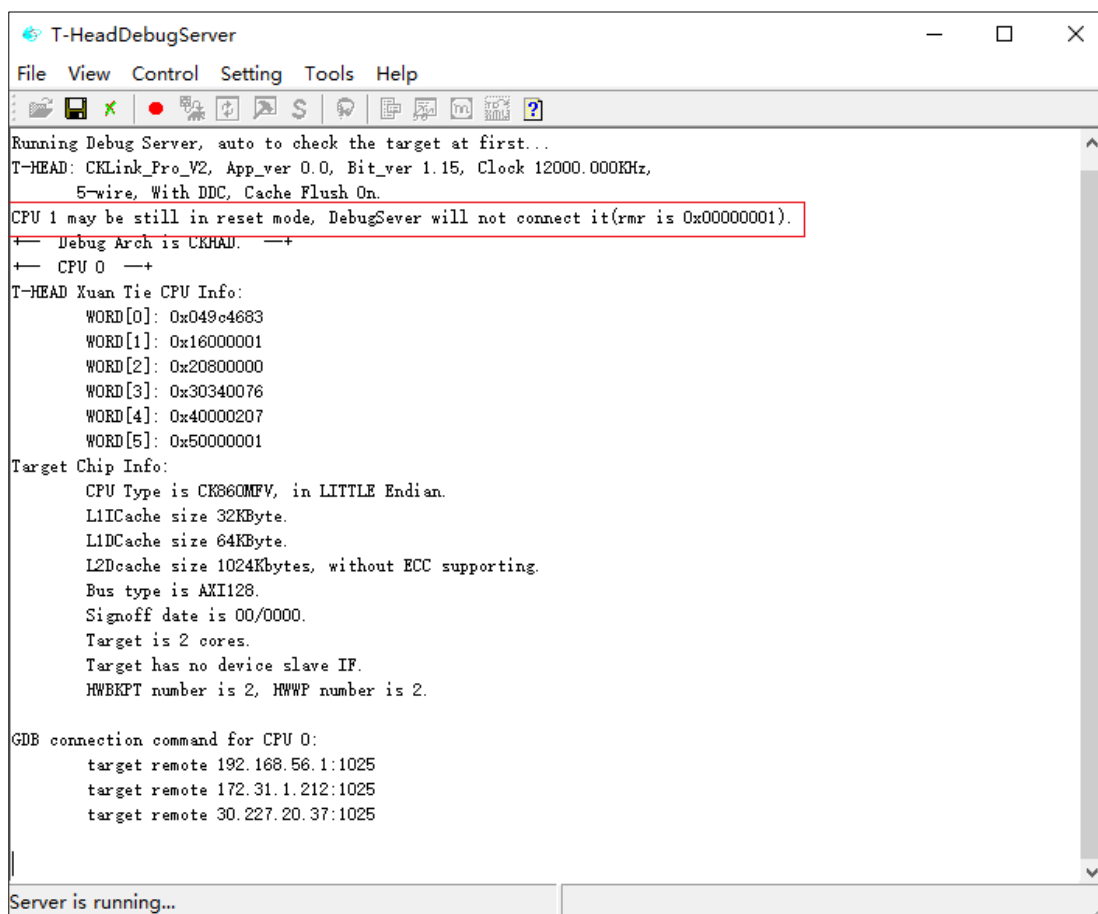 T-HeadDebugServer
File View Control Setting Tools Help
Running Debug Server, auto to check the target at first...
T-HEAD: CKLink_Pro_V2, App_ver 0.0, Bit_ver 1.15, Clock 12000.000KHz,
5-wire, With DDC, Cache Flush On.
CPU 1 may be still in reset mode, DebugSever will not connect it(rmr is 0x00000001).
+-- Debug Arch is CKHAD. --+
+-- CPU 0 --+
T-HEAD Xuan Tie CPU Info:
WORD[0]: 0x049c4683
WORD[1]: 0x16000001
WORD[2]: 0x20800000
WORD[3]: 0x30340076
WORD[4]: 0x40000207
WORD[5]: 0x50000001
Target Chip Info:
CPU Type is CK860MFV, in LITTLE Endian.
L1ICache size 32KByte.
L1DCache size 64KByte.
L2Dcache size 1024Kbytes, without ECC supporting.
Bus type is AXI128.
Signoff date is 00/0000.
Target is 2 cores.
Target has no device slave IF.
HWBKPT number is 2, HWWP number is 2.
GDB connection command for CPU 0:
target remote 192.168.56.1:1025
target remote 172.31.1.212:1025
target remote 30.227.20.37:1025
Server is running...